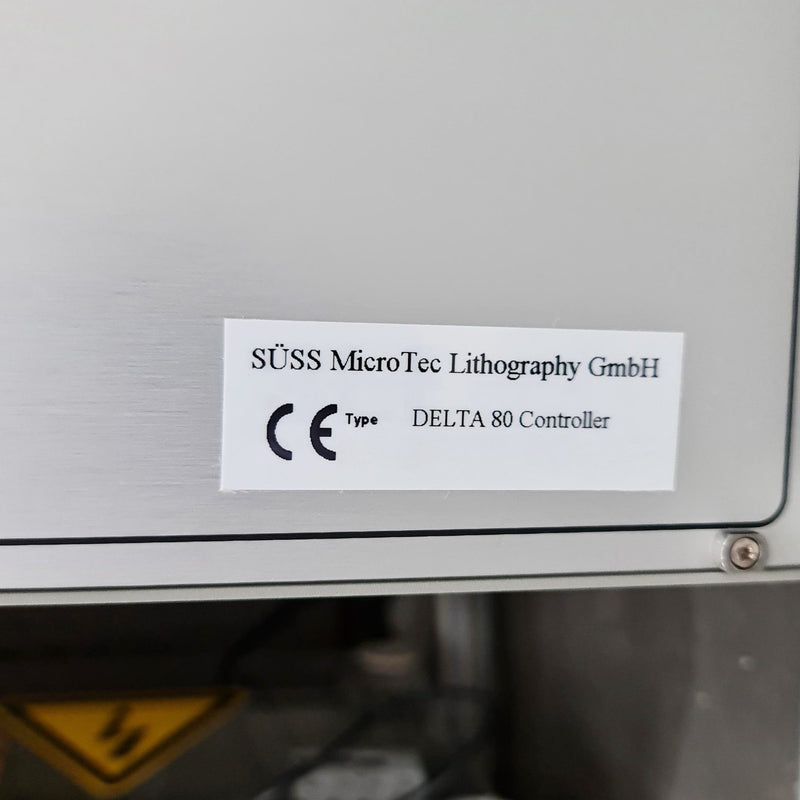 SÜSS MicroTec Lithography GmbH
CE Type DELTA 80 Controller